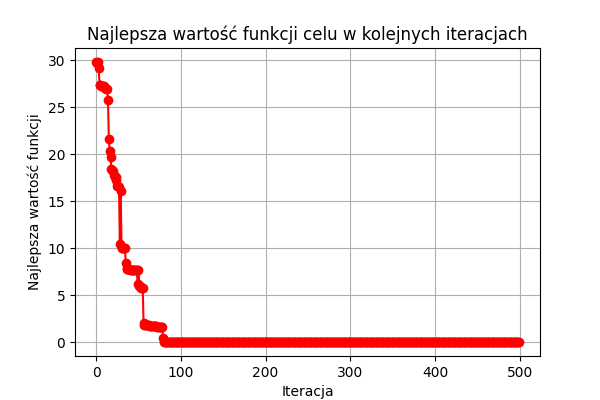 Najlepsza wartość funkcji celu w kolejnych iteracjach
Najlepsza wartość funkcji
30
25
20
15
10
5
0
0 100 200 300 400 500
Iteracja